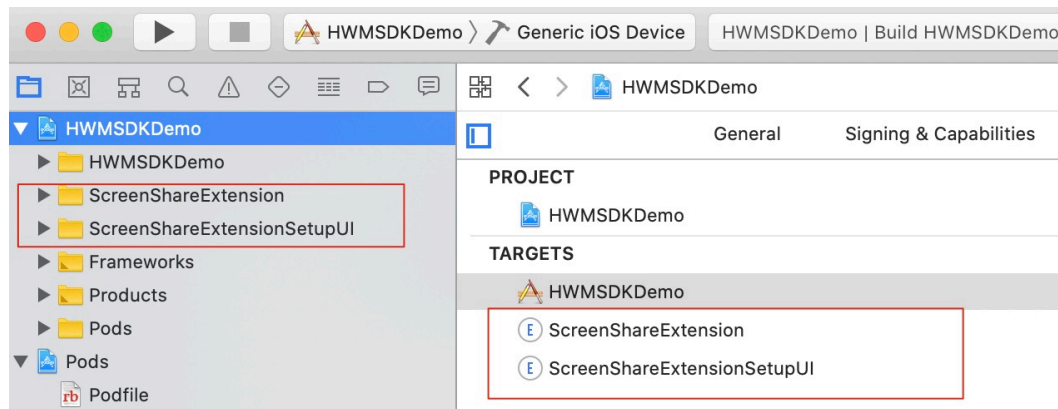 HWMSDKDemo 〉 Generic iOS Device
HWMSDKDemo | Build HWMSDKDemo
HWMSDKDemo
HWMSDKDemo
ScreenShareExtension
ScreenShareExtensionSetupUI
Frameworks
Products
Pods
Pods
rb Podfile
HWMSDKDemo
General Signing & Capabilities
PROJECT
HWMSDKDemo
TARGETS
HWMSDKDemo
E ScreenShareExtension
E ScreenShareExtensionSetupUI